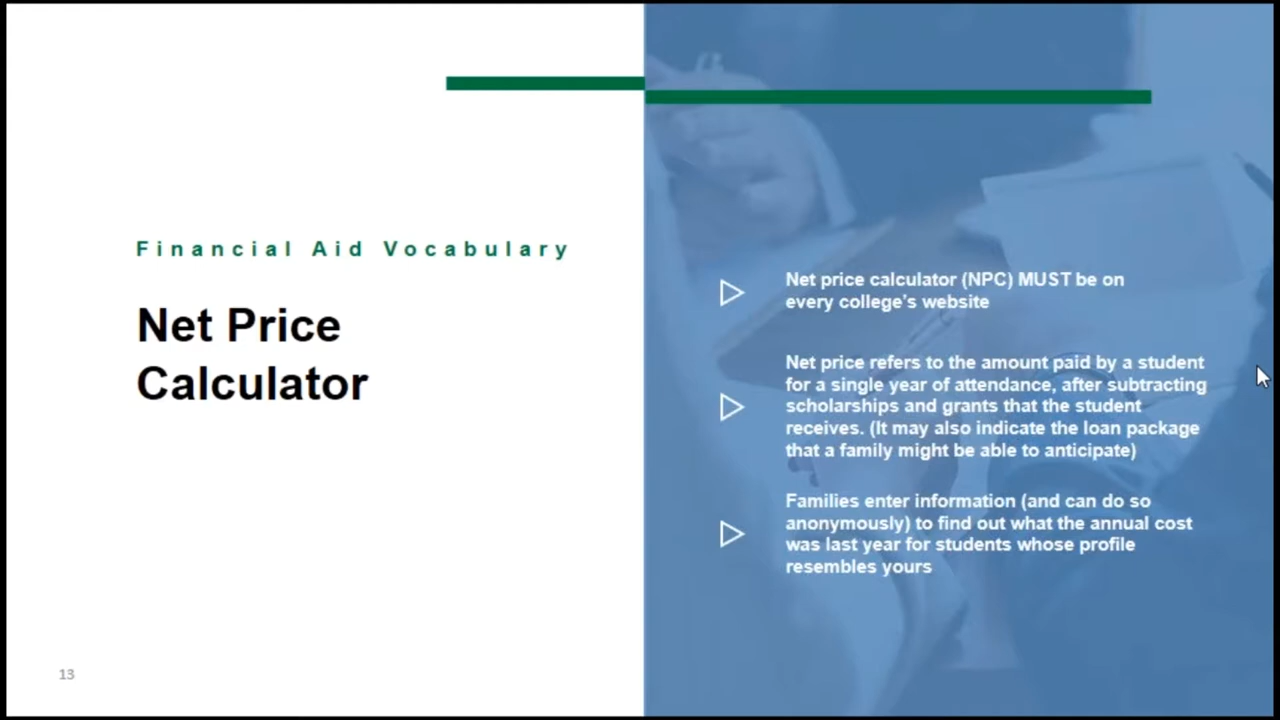 Financial Aid Vocabulary
Net Price
Calculator
Net price calculator (NPC) MUST be on
every college's website
Net price refers to the amount paid by a student
for a single year of attendance, after subtracting
scholarships and grants that the student
receives. (It may also indicate the loan package
that a family might be able to anticipate)
Families enter information (and can do so
anonymously) to find out what the annual cost
was last year for students whose profile
resembles yours
13